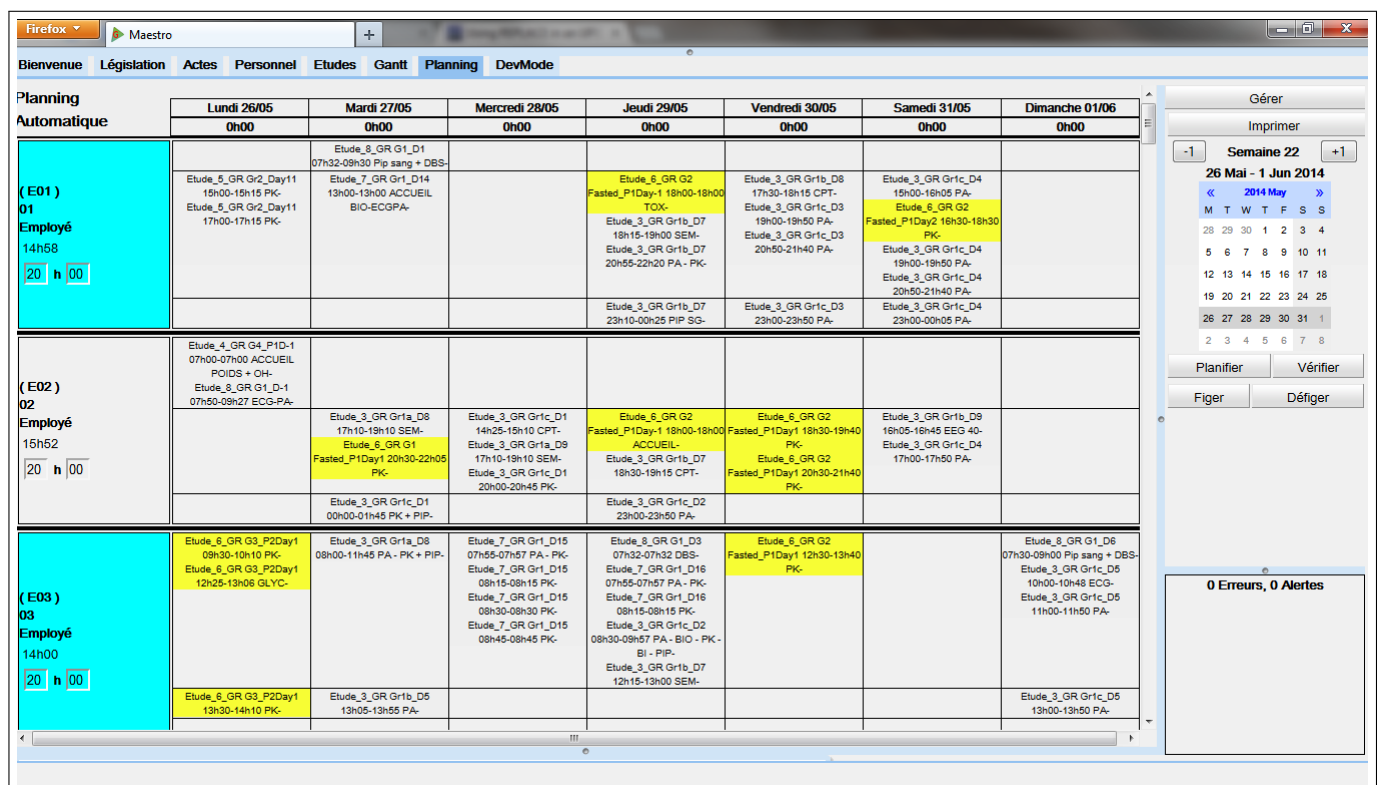 Firefox
Maestro
+
Bienvenue Législation Actes Personnel Etudes Gantt Planning DevMode
Planning
Automatique
Lundi 26/05 Mardi 27/05 Mercredi 28/05 Jeudi 29/05 Vendredi 30/05 Samedi 31/05 Dimanche 01/06
0h00 0h00 0h00 0h00 0h00 0h00 0h00
( E01 )
01
Employé
14h58
20 h 00
Etude_8_GR G1_D1
07h32-09h30 Pip sang + DBS-
Etude_5_GR Gr2_Day11
15h00-15h15 PK-
Etude_5_GR Gr2_Day11
17h00-17h15 PK-
Etude_7_GR Gr1_D14
13h00-13h00 ACCUEIL
BIO-ECGPA-
Etude_6_GR G2
Fasted_P1Day-1 18h00-18h00
TOX-
Etude_3_GR Gr1b_D7
18h15-19h00 SEM-
Etude_3_GR Gr1b_D7
20h55-22h20 PA - PK-
Etude_3_GR Gr1b_D8
17h30-18h15 CPT-
Etude_3_GR Gr1c_D3
19h00-19h50 PA-
Etude_3_GR Gr1c_D3
20h50-21h40 PA-
Etude_3_GR Gr1c_D4
15h00-16h05 PA-
Etude_6_GR G2
Fasted_P1Day2 16h30-18h30
PK-
Etude_3_GR Gr1c_D4
19h00-19h50 PA-
Etude_3_GR Gr1c_D4
20h50-21h40 PA-
Etude_3_GR Gr1b_D7
23h10-00h25 PIP SG-
Etude_3_GR Gr1c_D3
23h00-23h50 PA-
Etude_3_GR Gr1c_D4
23h00-00h05 PA-
( E02 )
02
Employé
15h52
20 h 00
Etude_4_GR G4_P1D-1
07h00-07h00 ACCUEIL
POIDS + OH-
Etude_8_GR G1_D-1
07h50-09h27 ECG-PA-
Etude_3_GR Gr1a_D8
17h10-19h10 SEM-
Etude_6_GR G1
Fasted_P1Day1 20h30-22h05
PK-
Etude_3_GR Gr1c_D1
14h25-15h10 CPT-
Etude_3_GR Gr1a_D9
17h10-19h10 SEM-
Etude_3_GR Gr1c_D1
20h00-20h45 PK-
Etude_6_GR G2
Fasted_P1Day-1 18h00-18h00
ACCUEIL-
Etude_3_GR Gr1b_D7
18h30-19h15 CPT-
Etude_6_GR G2
Fasted_P1Day1 18h30-19h40
PK-
Etude_6_GR G2
Fasted_P1Day1 20h30-21h40
PK-
Etude_3_GR Gr1b_D9
16h05-16h45 EEG 40-
Etude_3_GR Gr1c_D4
17h00-17h50 PA-
Etude_3_GR Gr1c_D1
00h00-01h45 PK + PIP-
Etude_3_GR Gr1c_D2
23h00-23h50 PA-
( E03 )
03
Employé
14h00
20 h 00
Etude_6_GR G3_P2Day1
09h30-10h10 PK-
Etude_6_GR G3_P2Day1
12h25-13h06 GLYC-
Etude_3_GR Gr1a_D8
08h00-11h45 PA - PK + PIP-
Etude_7_GR Gr1_D15
07h55-07h57 PA - PK-
Etude_7_GR Gr1_D15
08h15-08h15 PK-
Etude_7_GR Gr1_D15
08h30-08h30 PK-
Etude_7_GR Gr1_D15
08h45-08h45 PK-
Etude_8_GR G1_D3
07h32-07h32 DBS-
Etude_7_GR Gr1_D16
07h55-07h57 PA - PK-
Etude_7_GR Gr1_D16
08h15-08h15 PK-
Etude_3_GR Gr1c_D2
08h30-09h57 PA - BIO - PK -
BI - PIP-
Etude_3_GR Gr1b_D7
12h15-13h00 SEM-
Etude_6_GR G2
Fasted_P1Day1 12h30-13h40
PK-
Etude_8_GR G1_D6
07h30-09h00 Pip sang + DBS-
Etude_3_GR Gr1c_D5
10h00-10h48 ECG-
Etude_3_GR Gr1c_D5
11h00-11h50 PA-
Etude_6_GR G3_P2Day1
13h30-14h10 PK-
Etude_3_GR Gr1b_D5
13h05-13h55 PA-
Etude_3_GR Gr1c_D5
13h00-13h50 PA-
Gérer
Imprimer
-1 Semaine 22 +1
26 Mai - 1 Jun 2014
« 2014 May »
M T W T F S S
28 29 30 1 2 3 4
5 6 7 8 9 10 11
12 13 14 15 16 17 18
19 20 21 22 23 24 25
26 27 28 29 30 31 1
2 3 4 5 6 7 8
Planifier Vérifier
Figer Défiger
0 Erreurs, 0 Alertes